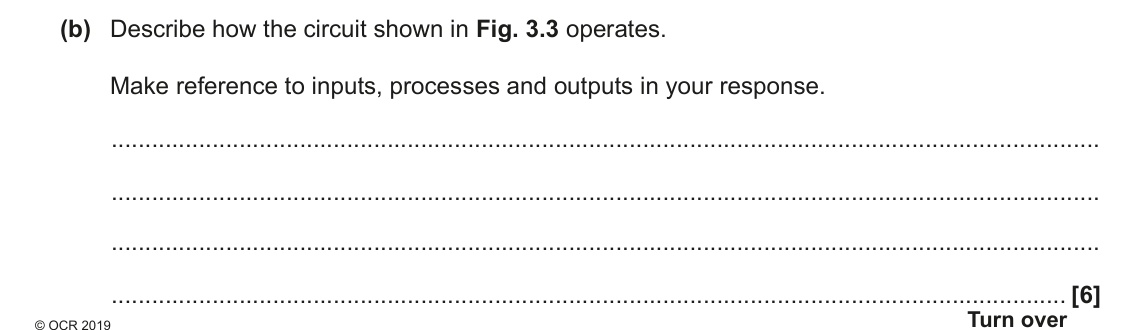 (b) Describe how the circuit shown in Fig. 3.3 operates.
Make reference to inputs, processes and outputs in your response.
....................................................................................................................................................
....................................................................................................................................................
....................................................................................................................................................
............................................................................................................................................... [6]
© OCR 2019
Turn over